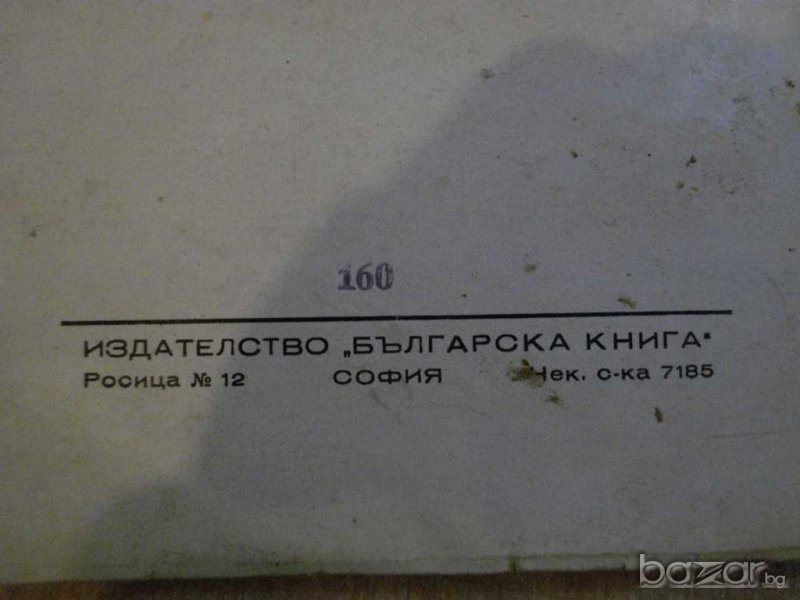 160
ИЗДАТЕЛСТВО „БЪЛГАРСКА КНИГА"
Росица № 12 СОФИЯ Чек. с-ка 7185
bazar.bg